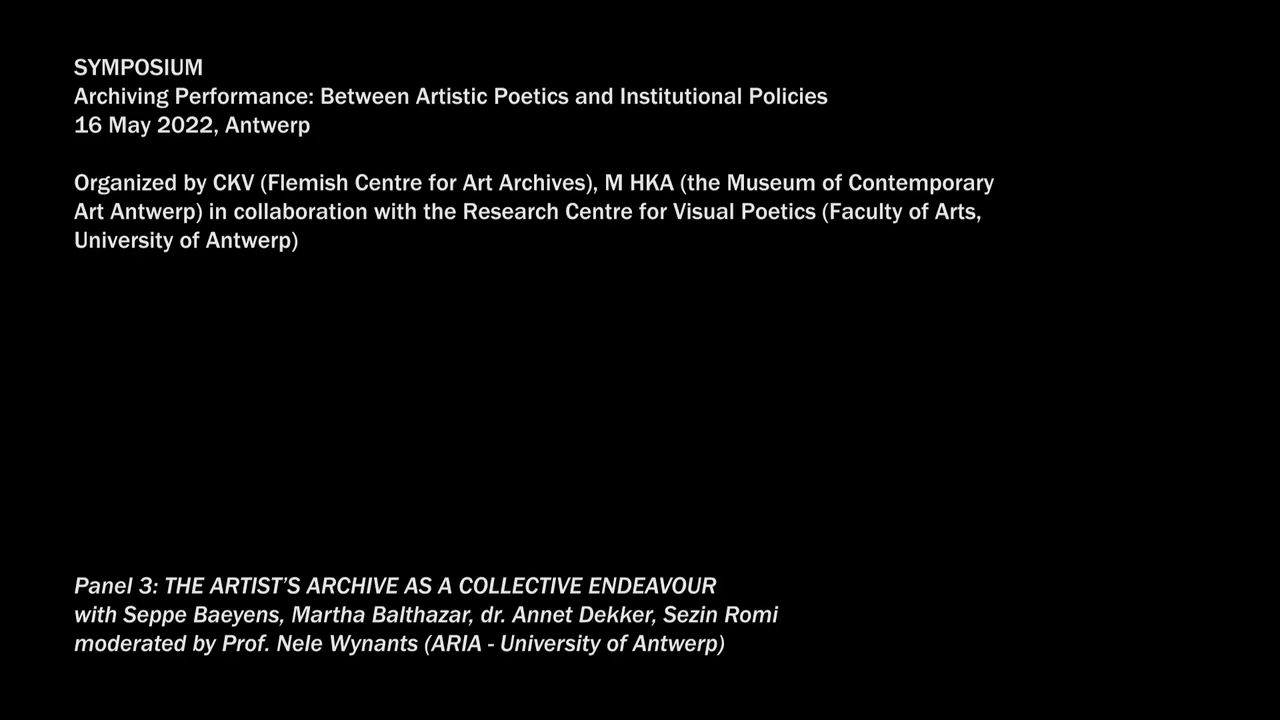 SYMPOSIUM
Archiving Performance: Between Artistic Poetics and Institutional Policies
16 May 2022, Antwerp
Organized by CKV (Flemish Centre for Art Archives), M HKA (the Museum of Contemporary
Art Antwerp) in collaboration with the Research Centre for Visual Poetics (Faculty of Arts,
University of Antwerp)
Panel 3: THE ARTIST'S ARCHIVE AS A COLLECTIVE ENDEAVOUR
with Seppe Baeyens, Martha Balthazar, dr. Annet Dekker, Sezin Romi
moderated by Prof. Nele Wynants (ARIA - University of Antwerp)